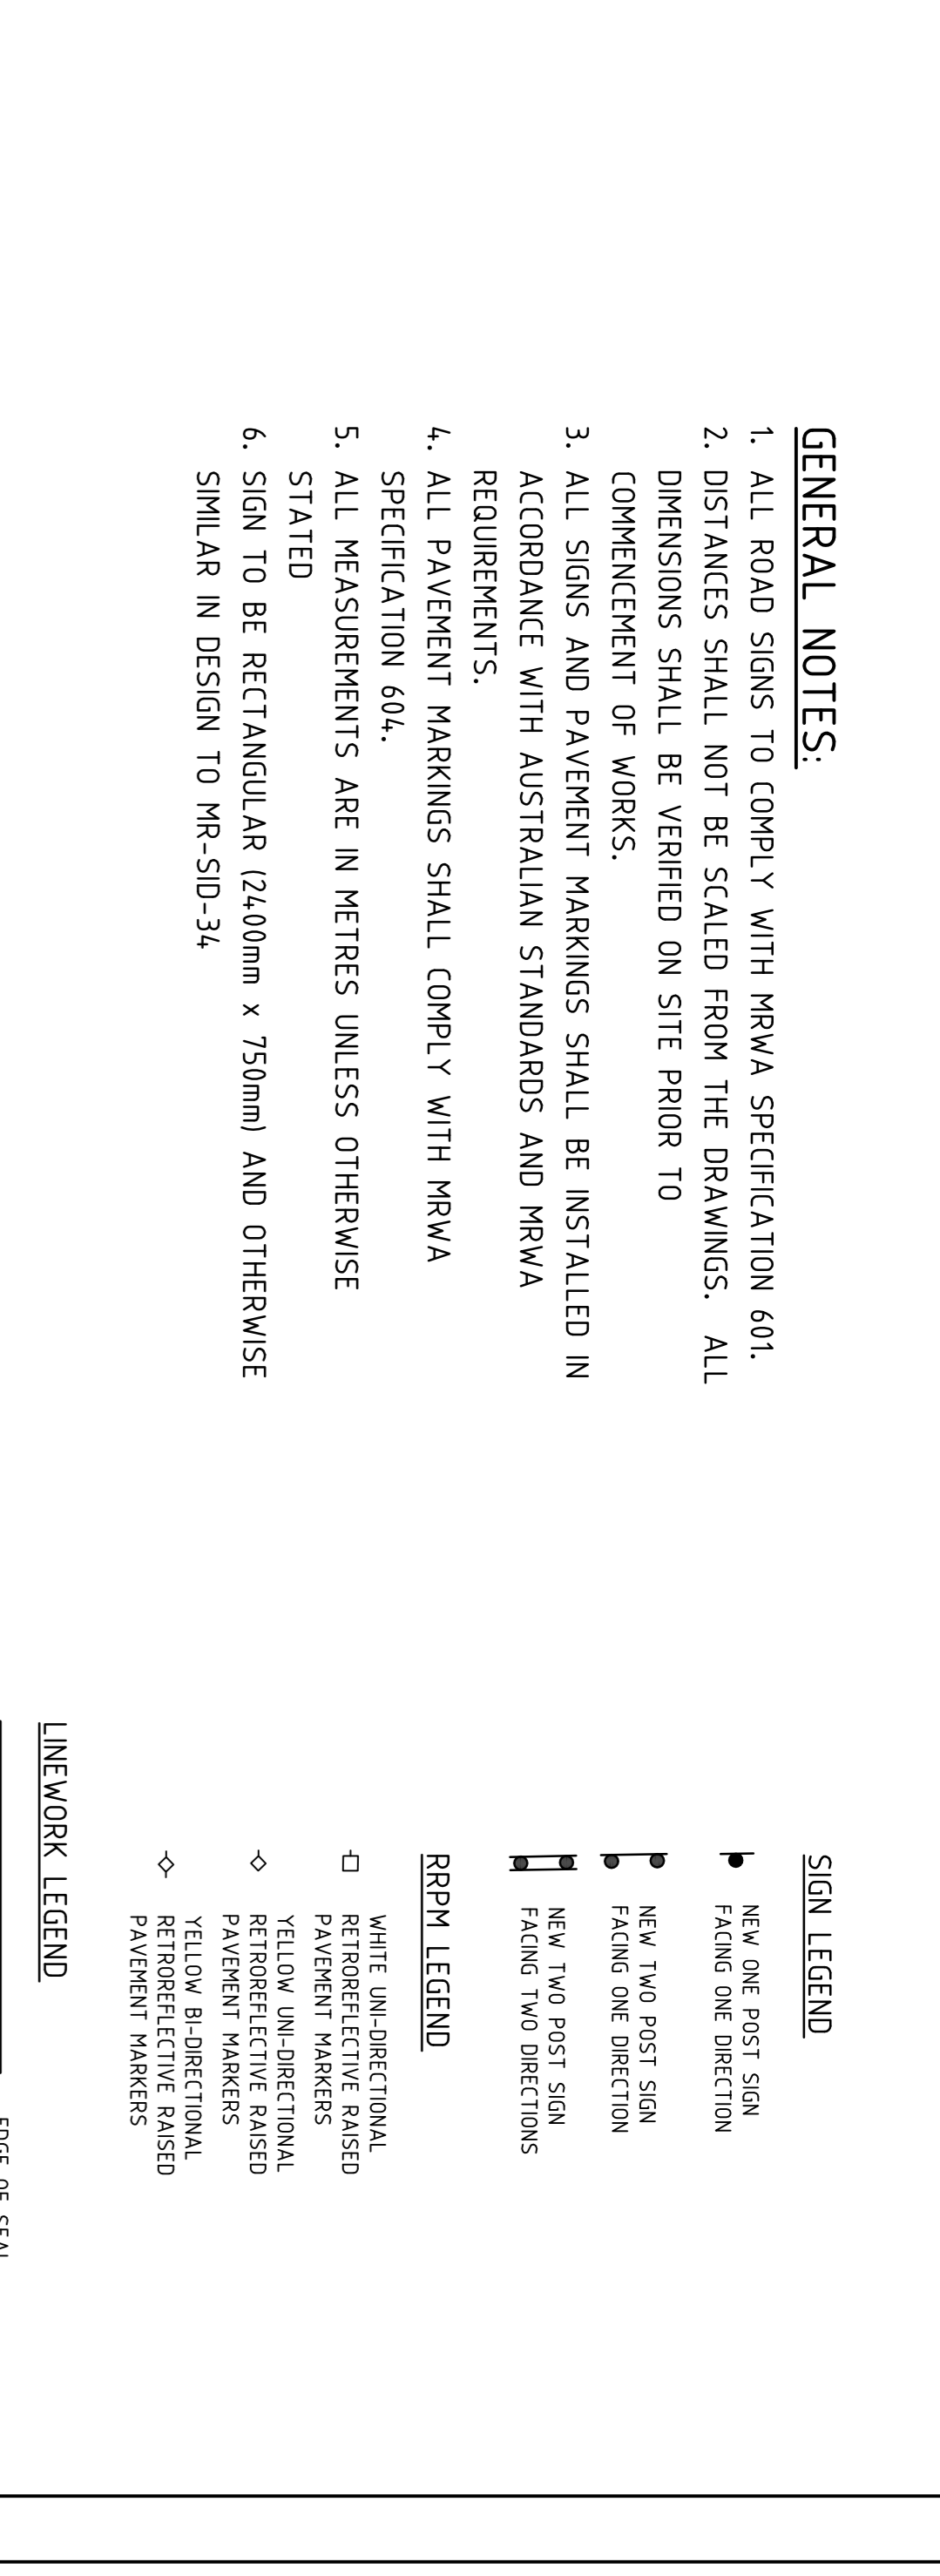 GENERAL NOTES:
1. ALL ROAD SIGNS TO COMPLY WITH MRWA SPECIFICATION 601.
2. DISTANCES SHALL NOT BE SCALED FROM THE DRAWINGS. ALL
DIMENSIONS SHALL BE VERIFIED ON SITE PRIOR TO
COMMENCEMENT OF WORKS.
3. ALL SIGNS AND PAVEMENT MARKINGS SHALL BE INSTALLED IN
ACCORDANCE WITH AUSTRALIAN STANDARDS AND MRWA
REQUIREMENTS.
4. ALL PAVEMENT MARKINGS SHALL COMPLY WITH MRWA
SPECIFICATION 604.
5. ALL MEASUREMENTS ARE IN METRES UNLESS OTHERWISE
STATED
6. SIGN TO BE RECTANGULAR (2400mm x 750mm) AND OTHERWISE
SIMILAR IN DESIGN TO MR-SID-34
SIGN LEGEND
NEW ONE POST SIGN
FACING ONE DIRECTION
NEW TWO POST SIGN
FACING ONE DIRECTION
NEW TWO POST SIGN
FACING TWO DIRECTIONS
RRPM LEGEND
WHITE UNI-DIRECTIONAL
RETROREFLECTIVE RAISED
PAVEMENT MARKERS
YELLOW UNI-DIRECTIONAL
RETROREFLECTIVE RAISED
PAVEMENT MARKERS
YELLOW BI-DIRECTIONAL
RETROREFLECTIVE RAISED
PAVEMENT MARKERS
LINEWORK LEGEND
EDGE OF SEAL